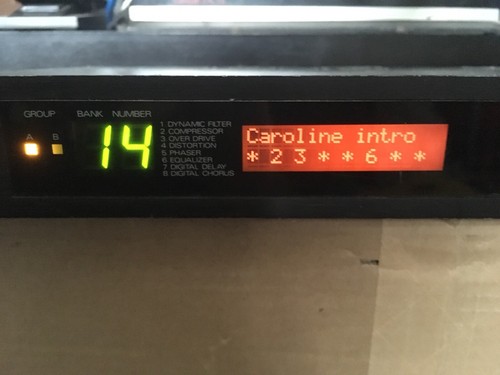 GROUP BANK NUMBER
A B
14
1 DYNAMIC FILTER
2 COMPRESSOR
3 OVER DRIVE
4 DISTORTION
5 PHASER
6 EQUALIZER
7 DIGITAL DELAY
8 DIGITAL CHORUS
Caroline intro
* 2 3 * * 6 * *